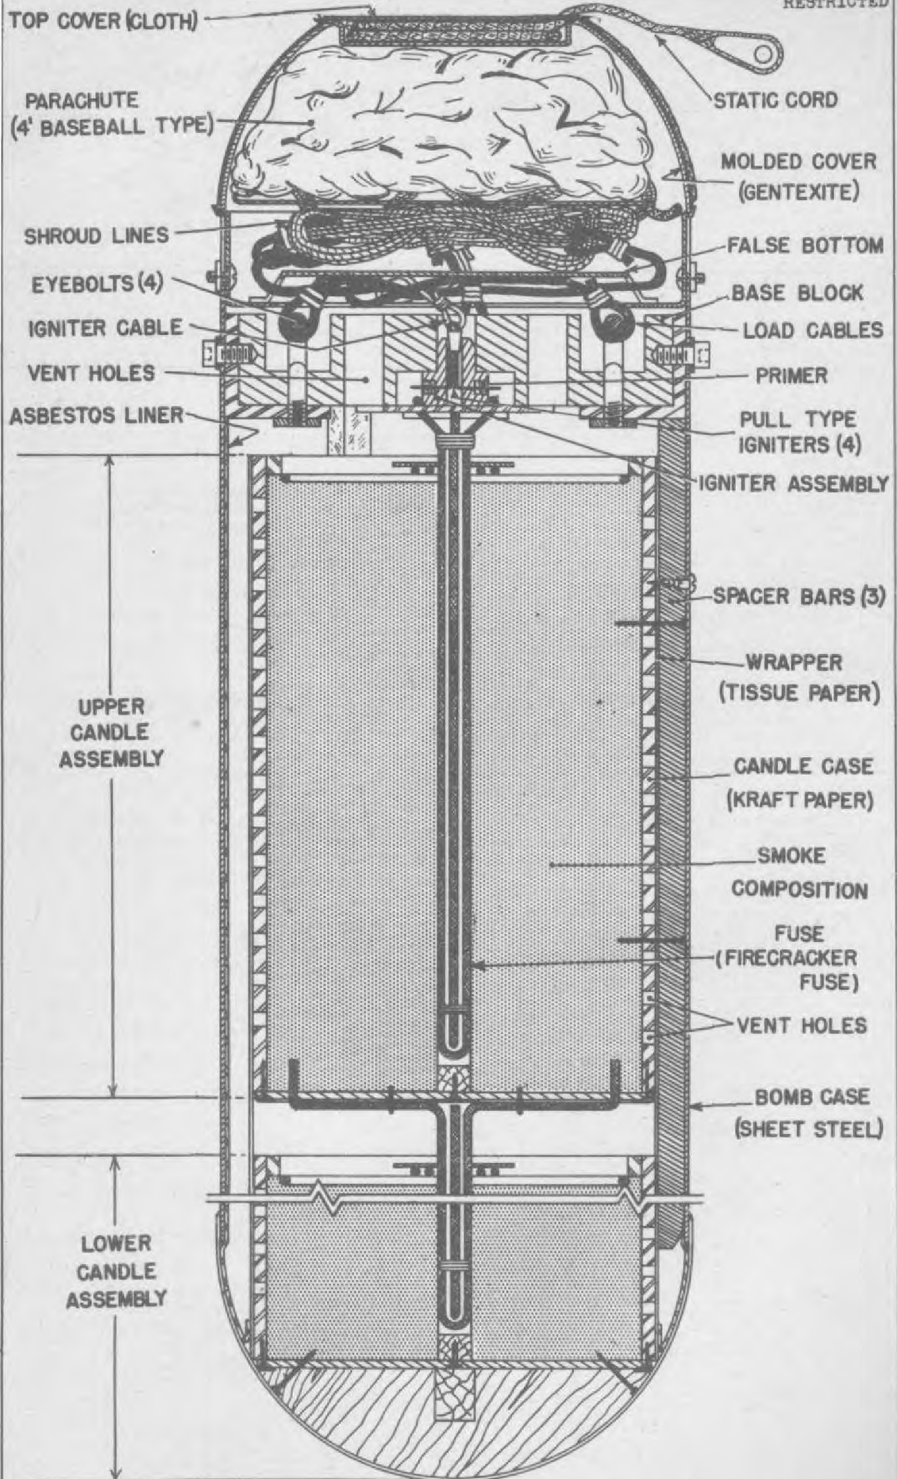 RESTRICTED
TOP COVER (CLOTH)
STATIC CORD
PARACHUTE
(4' BASEBALL TYPE)
MOLDED COVER
(GENTEXITE)
SHROUD LINES
FALSE BOTTOM
EYEBOLTS (4)
BASE BLOCK
IGNITER CABLE
LOAD CABLES
VENT HOLES
PRIMER
ASBESTOS LINER
PULL TYPE
IGNITERS (4)
IGNITER ASSEMBLY
SPACER BARS (3)
WRAPPER
(TISSUE PAPER)
UPPER
CANDLE
ASSEMBLY
CANDLE CASE
(KRAFT PAPER)
SMOKE
COMPOSITION
FUSE
(FIRECRACKER
FUSE)
VENT HOLES
BOMB CASE
(SHEET STEEL)
LOWER
CANDLE
ASSEMBLY